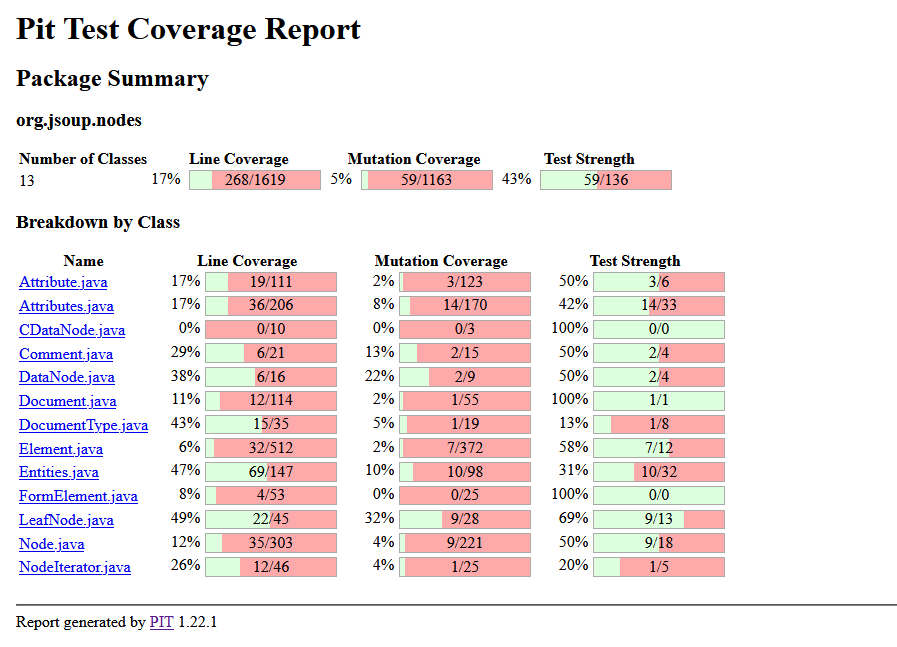 Pit Test Coverage Report
Package Summary
org.jsoup.nodes
Number of Classes Line Coverage Mutation Coverage Test Strength
13 17% 268/1619 5% 59/1163 43% 59/136
Breakdown by Class
Name Line Coverage Mutation Coverage Test Strength
Attribute.java 17% 19/111 2% 3/123 50% 3/6
Attributes.java 17% 36/206 8% 14/170 42% 14/33
CDataNode.java 0% 0/10 0% 0/3 100% 0/0
Comment.java 29% 6/21 13% 2/15 50% 2/4
DataNode.java 38% 6/16 22% 2/9 50% 2/4
Document.java 11% 12/114 2% 1/55 100% 1/1
DocumentType.java 43% 15/35 5% 1/19 13% 1/8
Element.java 6% 32/512 2% 7/372 58% 7/12
Entities.java 47% 69/147 10% 10/98 31% 10/32
FormElement.java 8% 4/53 0% 0/25 100% 0/0
LeafNode.java 49% 22/45 32% 9/28 69% 9/13
Node.java 12% 35/303 4% 9/221 50% 9/18
NodeIterator.java 26% 12/46 4% 1/25 20% 1/5
Report generated by PIT 1.22.1